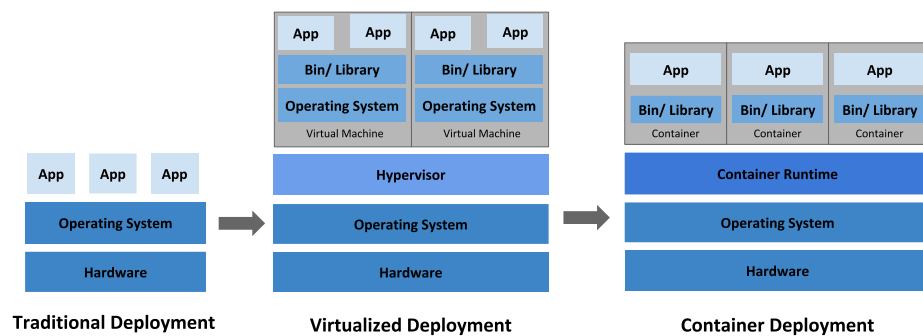 App App App
Operating System
Hardware
Traditional Deployment
App App App App
Bin/ Library Bin/ Library
Operating System Operating System
Virtual Machine Virtual Machine
Hypervisor
Operating System
Hardware
Virtualized Deployment
App App App
Bin/ Library Bin/ Library Bin/ Library
Container Container Container
Container Runtime
Operating System
Hardware
Container Deployment